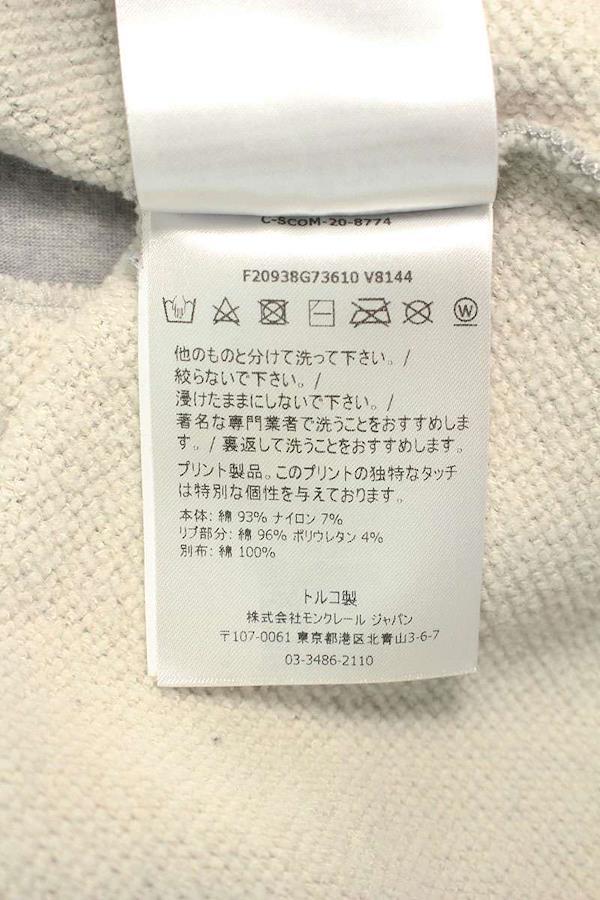 C-SCOM-20-8774
F20938G73610 V8144
W
他のものと分けて洗って下さい。/
絞らないで下さい。/
浸けたままにしないで下さい。/
著名な専門業者で洗うことをおすすめしま
す。/ 裏返して洗うことをおすすめします。
プリント製品。このプリントの独特なタッチ
は特別な個性を与えております。
本体: 綿 93% ナイロン 7%
リブ部分: 綿 96% ポリウレタン 4%
別布: 綿 100%
トルコ製
株式会社モンクレール ジャパン
〒107-0061 東京都港区北青山3-6-7
03-3486-2110